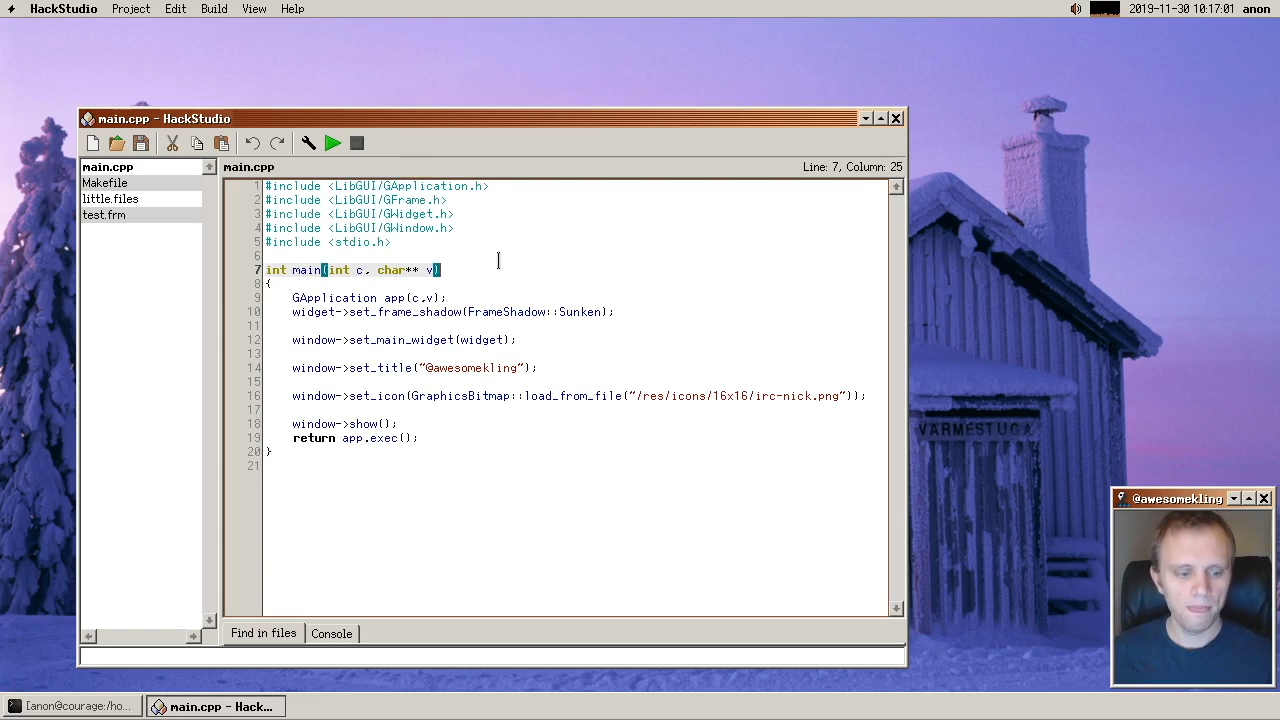 HackStudio Project Edit Build View Help
2019-11-30 10:17:01 anon
main.cpp - HackStudio
main.cpp
Makefile
little.files
test.frm
main.cpp Line: 7, Column: 25
1 #include <LibGUI/GApplication.h>
2 #include <LibGUI/GFrame.h>
3 #include <LibGUI/GWidget.h>
4 #include <LibGUI/GWindow.h>
5 #include <stdio.h>
6
7 int main(int c, char** v)
8 {
9 GApplication app(c,v);
10 widget->set_frame_shadow(FrameShadow::Sunken);
11
12 window->set_main_widget(widget);
13
14 window->set_title("@awesomekling");
15
16 window->set_icon(GraphicsBitmap::load_from_file("/res/icons/16x16/irc-nick.png"));
17
18 window->show();
19 return app.exec();
20 }
21
Find in files Console
VÄRMESTUGA
@awesomekling
[anon@courage:/ho... main.cpp - Hack...